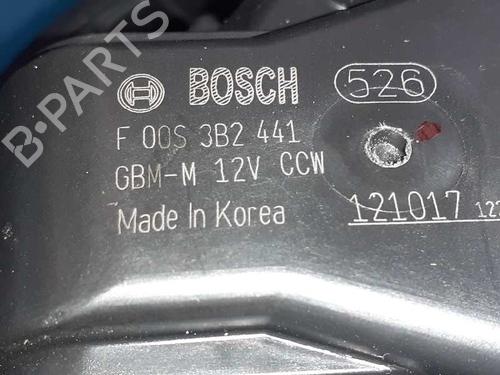 B-PARTS
BOSCH 526
F 00S 3B2 441
GBM-M 12V CCW
Made In Korea 121017